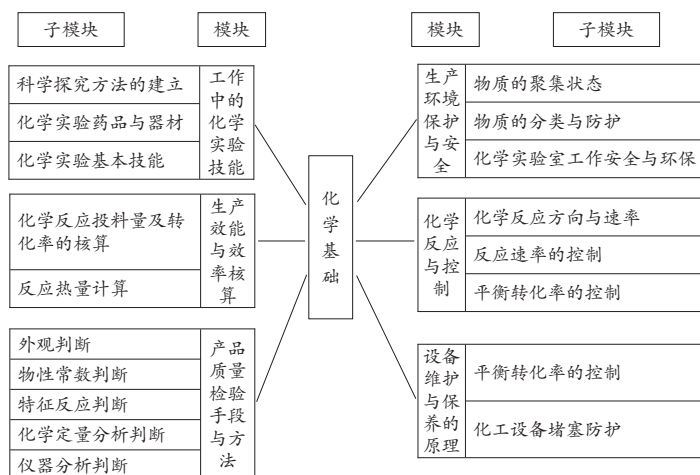 子模块
模块
模块
子模块
科学探究方法的建立
化学实验药品与器材
化学实验基本技能
工作
中的
化学
实验
技能
化学反应投料量及转
化率的核算
反应热量计算
生产
效能
与效
率核
算
外观判断
物性常数判断
特征反应判断
化学定量分析判断
仪器分析判断
产品
质量
检验
手段
与方
法
化
学
基
础
生产
环境
保护
与安
全
物质的聚集状态
物质的分类与防护
化学实验室工作安全与环保
化学
反应
与控
制
化学反应方向与速率
反应速率的控制
平衡转化率的控制
设备
维护
与保
养的
原理
平衡转化率的控制
化工设备堵塞防护